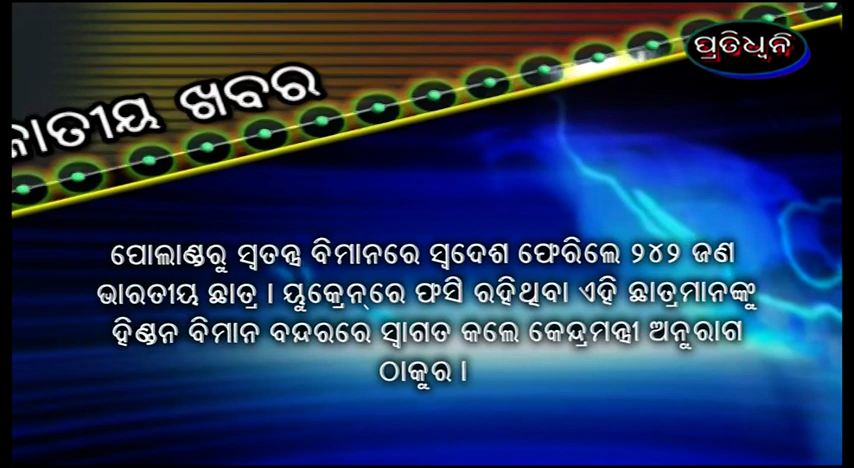 ପ୍ରତିଧ୍ୱନି
ଜାତୀୟ ଖବର
ପୋଲାଣ୍ଡରୁ ସ୍ୱତନ୍ତ୍ର ବିମାନରେ ସ୍ୱଦେଶ ଫେରିଲେ ୨୪୨ ଜଣ
ଭାରତୀୟ ଛାତ୍ର । ୟୁକ୍ରେନ୍‌ରେ ଫସି ରହିଥିବା ଏହି ଛାତ୍ରମାନଙ୍କୁ
ହିଣ୍ଡନ ବିମାନ ବନ୍ଦରରେ ସ୍ୱାଗତ କଲେ କେନ୍ଦ୍ରମନ୍ତ୍ରୀ ଅନୁରାଗ
ଠାକୁର ।